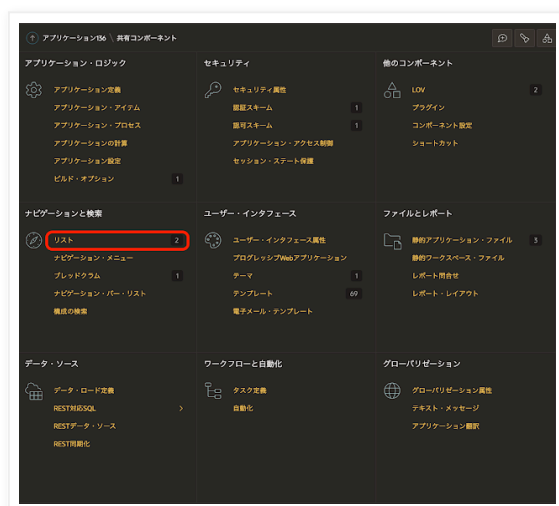 アプリケーション136 \ 共有コンポーネント
アプリケーション・ロジック
アプリケーション定義
アプリケーション・アイテム
アプリケーション・プロセス
アプリケーションの計算
アプリケーション設定
ビルド・オプション 1
セキュリティ
セキュリティ属性
認証スキーム 1
認可スキーム 1
アプリケーション・アクセス制御
セッション・ステート保護
他のコンポーネント
LOV 2
プラグイン
コンポーネント設定
ショートカット
ナビゲーションと検索
リスト 2
ナビゲーション・メニュー
ブレッドクラム 1
ナビゲーション・バー・リスト
構成の検索
ユーザー・インタフェース
ユーザー・インタフェース属性
プログレッシブWebアプリケーション
テーマ 1
テンプレート 69
電子メール・テンプレート
ファイルとレポート
静的アプリケーション・ファイル 3
静的ワークスペース・ファイル
レポート問合せ
レポート・レイアウト
データ・ソース
データ・ロード定義
REST対応SQL
RESTデータ・ソース
REST同期化
ワークフローと自動化
タスク定義
自動化
グローバリゼーション
グローバリゼーション属性
テキスト・メッセージ
アプリケーション翻訳